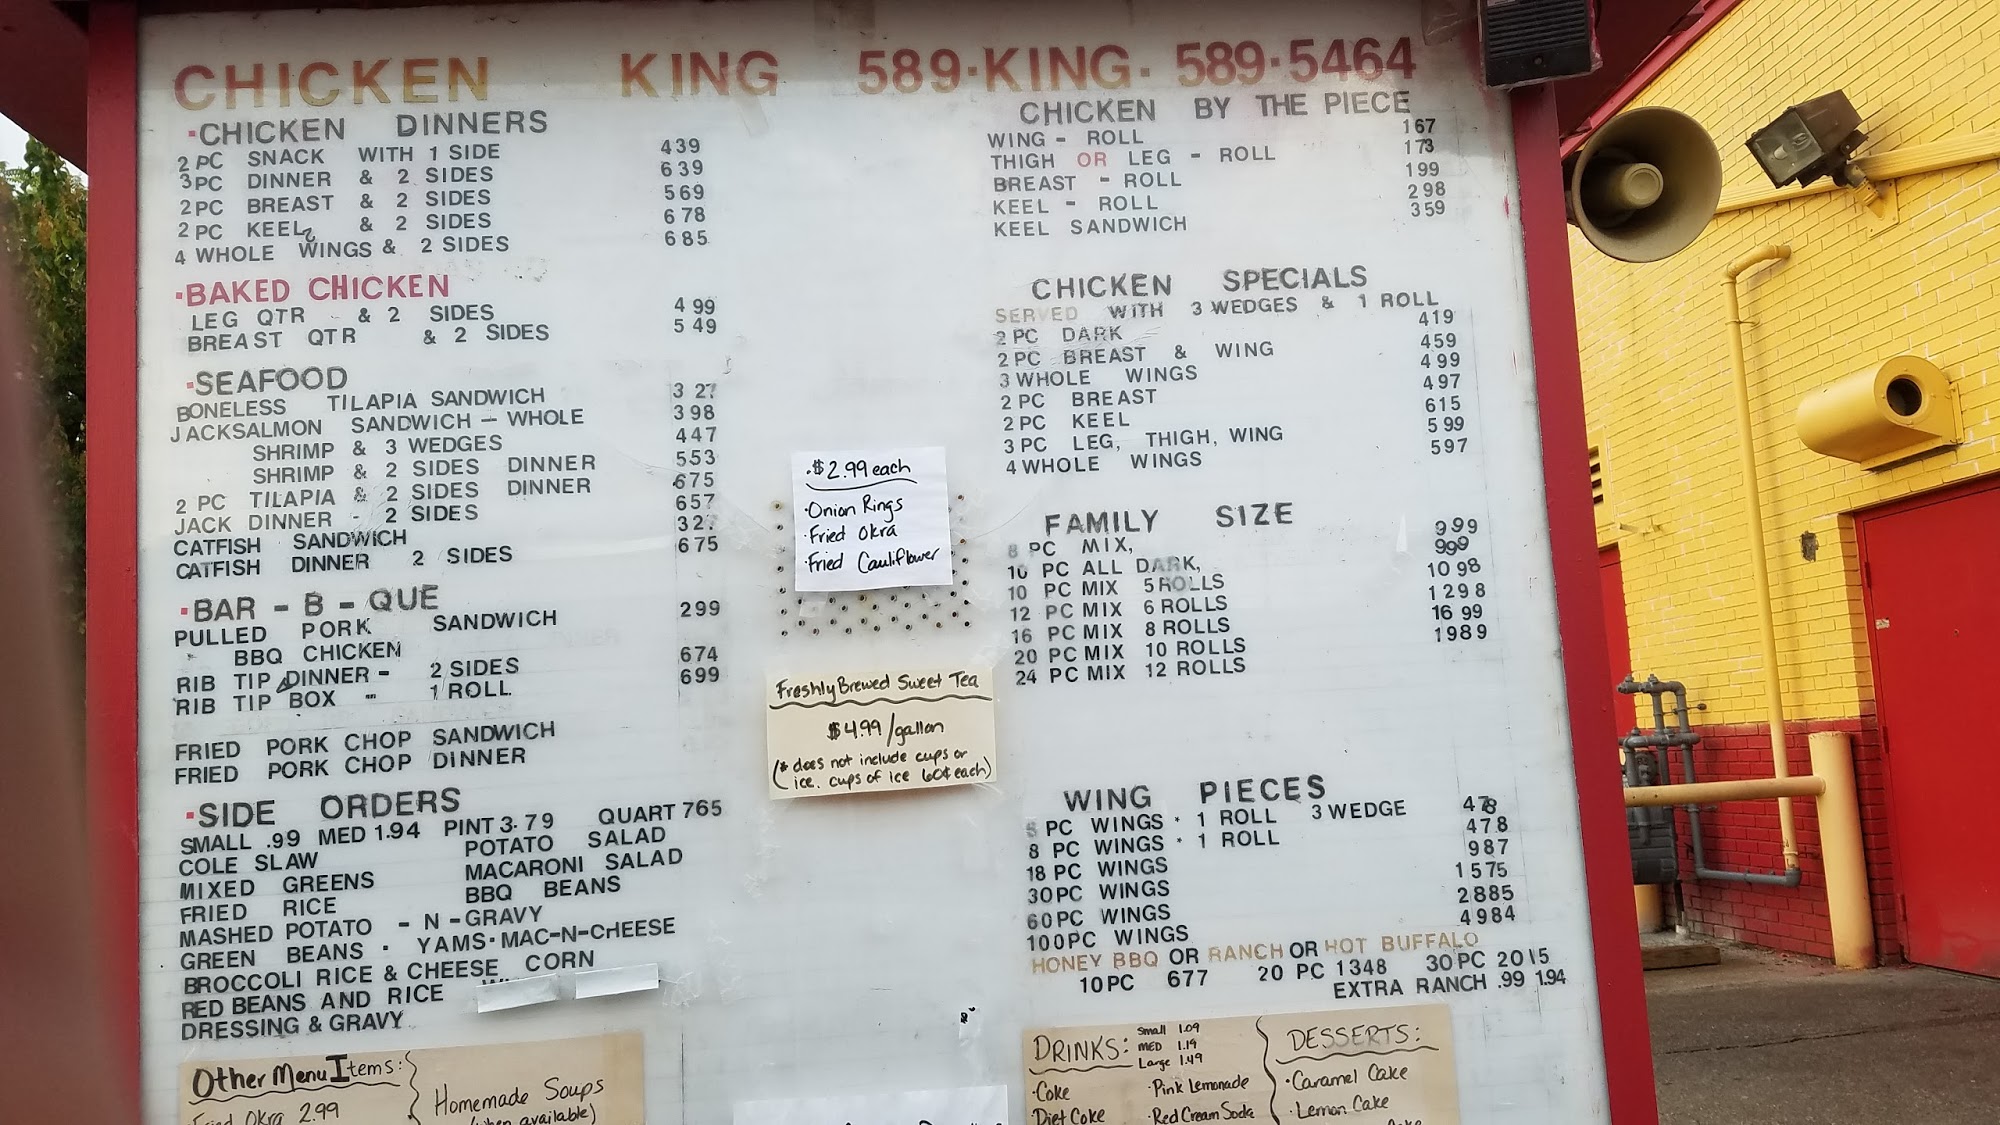 CHICKEN KING 589·KING· 589·5464
·CHICKEN DINNERS
2 PC SNACK WITH 1 SIDE 439
3PC DINNER & 2 SIDES 639
2 PC BREAST & 2 SIDES 569
2 PC KEEL & 2 SIDES 678
4 WHOLE WINGS & 2 SIDES 685
·BAKED CHICKEN
LEG QTR & 2 SIDES 4 99
BREAST QTR & 2 SIDES 5 49
·SEAFOOD
BONELESS TILAPIA SANDWICH 3 27
JACKSALMON SANDWICH - WHOLE 398
SHRIMP & 3 WEDGES 447
SHRIMP & 2 SIDES DINNER 553
2 PC TILAPIA & 2 SIDES DINNER 675
JACK DINNER - 2 SIDES 657
CATFISH SANDWICH 327
CATFISH DINNER 2 SIDES 675
·BAR - B - QUE
PULLED PORK SANDWICH 299
BBQ CHICKEN
RIB TIP DINNER - 2 SIDES 674
RIB TIP BOX - 1 ROLL 699
FRIED PORK CHOP SANDWICH
FRIED PORK CHOP DINNER
·SIDE ORDERS
SMALL .99 MED 1.94 PINT 3.79 QUART 765
COLE SLAW POTATO SALAD
MIXED GREENS MACARONI SALAD
FRIED RICE BBQ BEANS
MASHED POTATO - N - GRAVY
GREEN BEANS · YAMS·MAC-N-CHEESE
BROCCOLI RICE & CHEESE CORN
RED BEANS AND RICE
DRESSING & GRAVY
Other Menu Items:
Fried Okra 2.99
Homemade Soups
(when available)
·$2.99 each
·Onion Rings
·Fried Okra
·Fried Cauliflower
Freshly Brewed Sweet Tea
$4.99/gallon
(* does not include cups or
ice. cups of ice 60¢ each)
CHICKEN BY THE PIECE
WING - ROLL 167
THIGH OR LEG - ROLL 173
BREAST - ROLL 199
KEEL - ROLL 298
KEEL SANDWICH 359
CHICKEN SPECIALS
SERVED WITH 3 WEDGES & 1 ROLL
2 PC DARK 419
2 PC BREAST & WING 459
3 WHOLE WINGS 499
2 PC BREAST 497
2 PC KEEL 615
3 PC LEG, THIGH, WING 599
4 WHOLE WINGS 597
FAMILY SIZE
8 PC MIX, 999
10 PC ALL DARK, 999
10 PC MIX 5 ROLLS 1098
12 PC MIX 6 ROLLS 1298
16 PC MIX 8 ROLLS 1699
20 PC MIX 10 ROLLS 1989
24 PC MIX 12 ROLLS
WING PIECES
PC WINGS · 1 ROLL 3 WEDGE 478
8 PC WINGS · 1 ROLL 478
18 PC WINGS 987
30PC WINGS 1575
60PC WINGS 2885
100PC WINGS 4984
HONEY BBQ OR RANCH OR HOT BUFFALO
10PC 677 20 PC 1348 30PC 2015
EXTRA RANCH .99 1.94
DRINKS: Small 1.09
MED 1.19
Large 1.49
·Coke ·Pink Lemonade
·Diet Coke ·Red Cream Soda
DESSERTS:
·Caramel Cake
·Lemon Cake